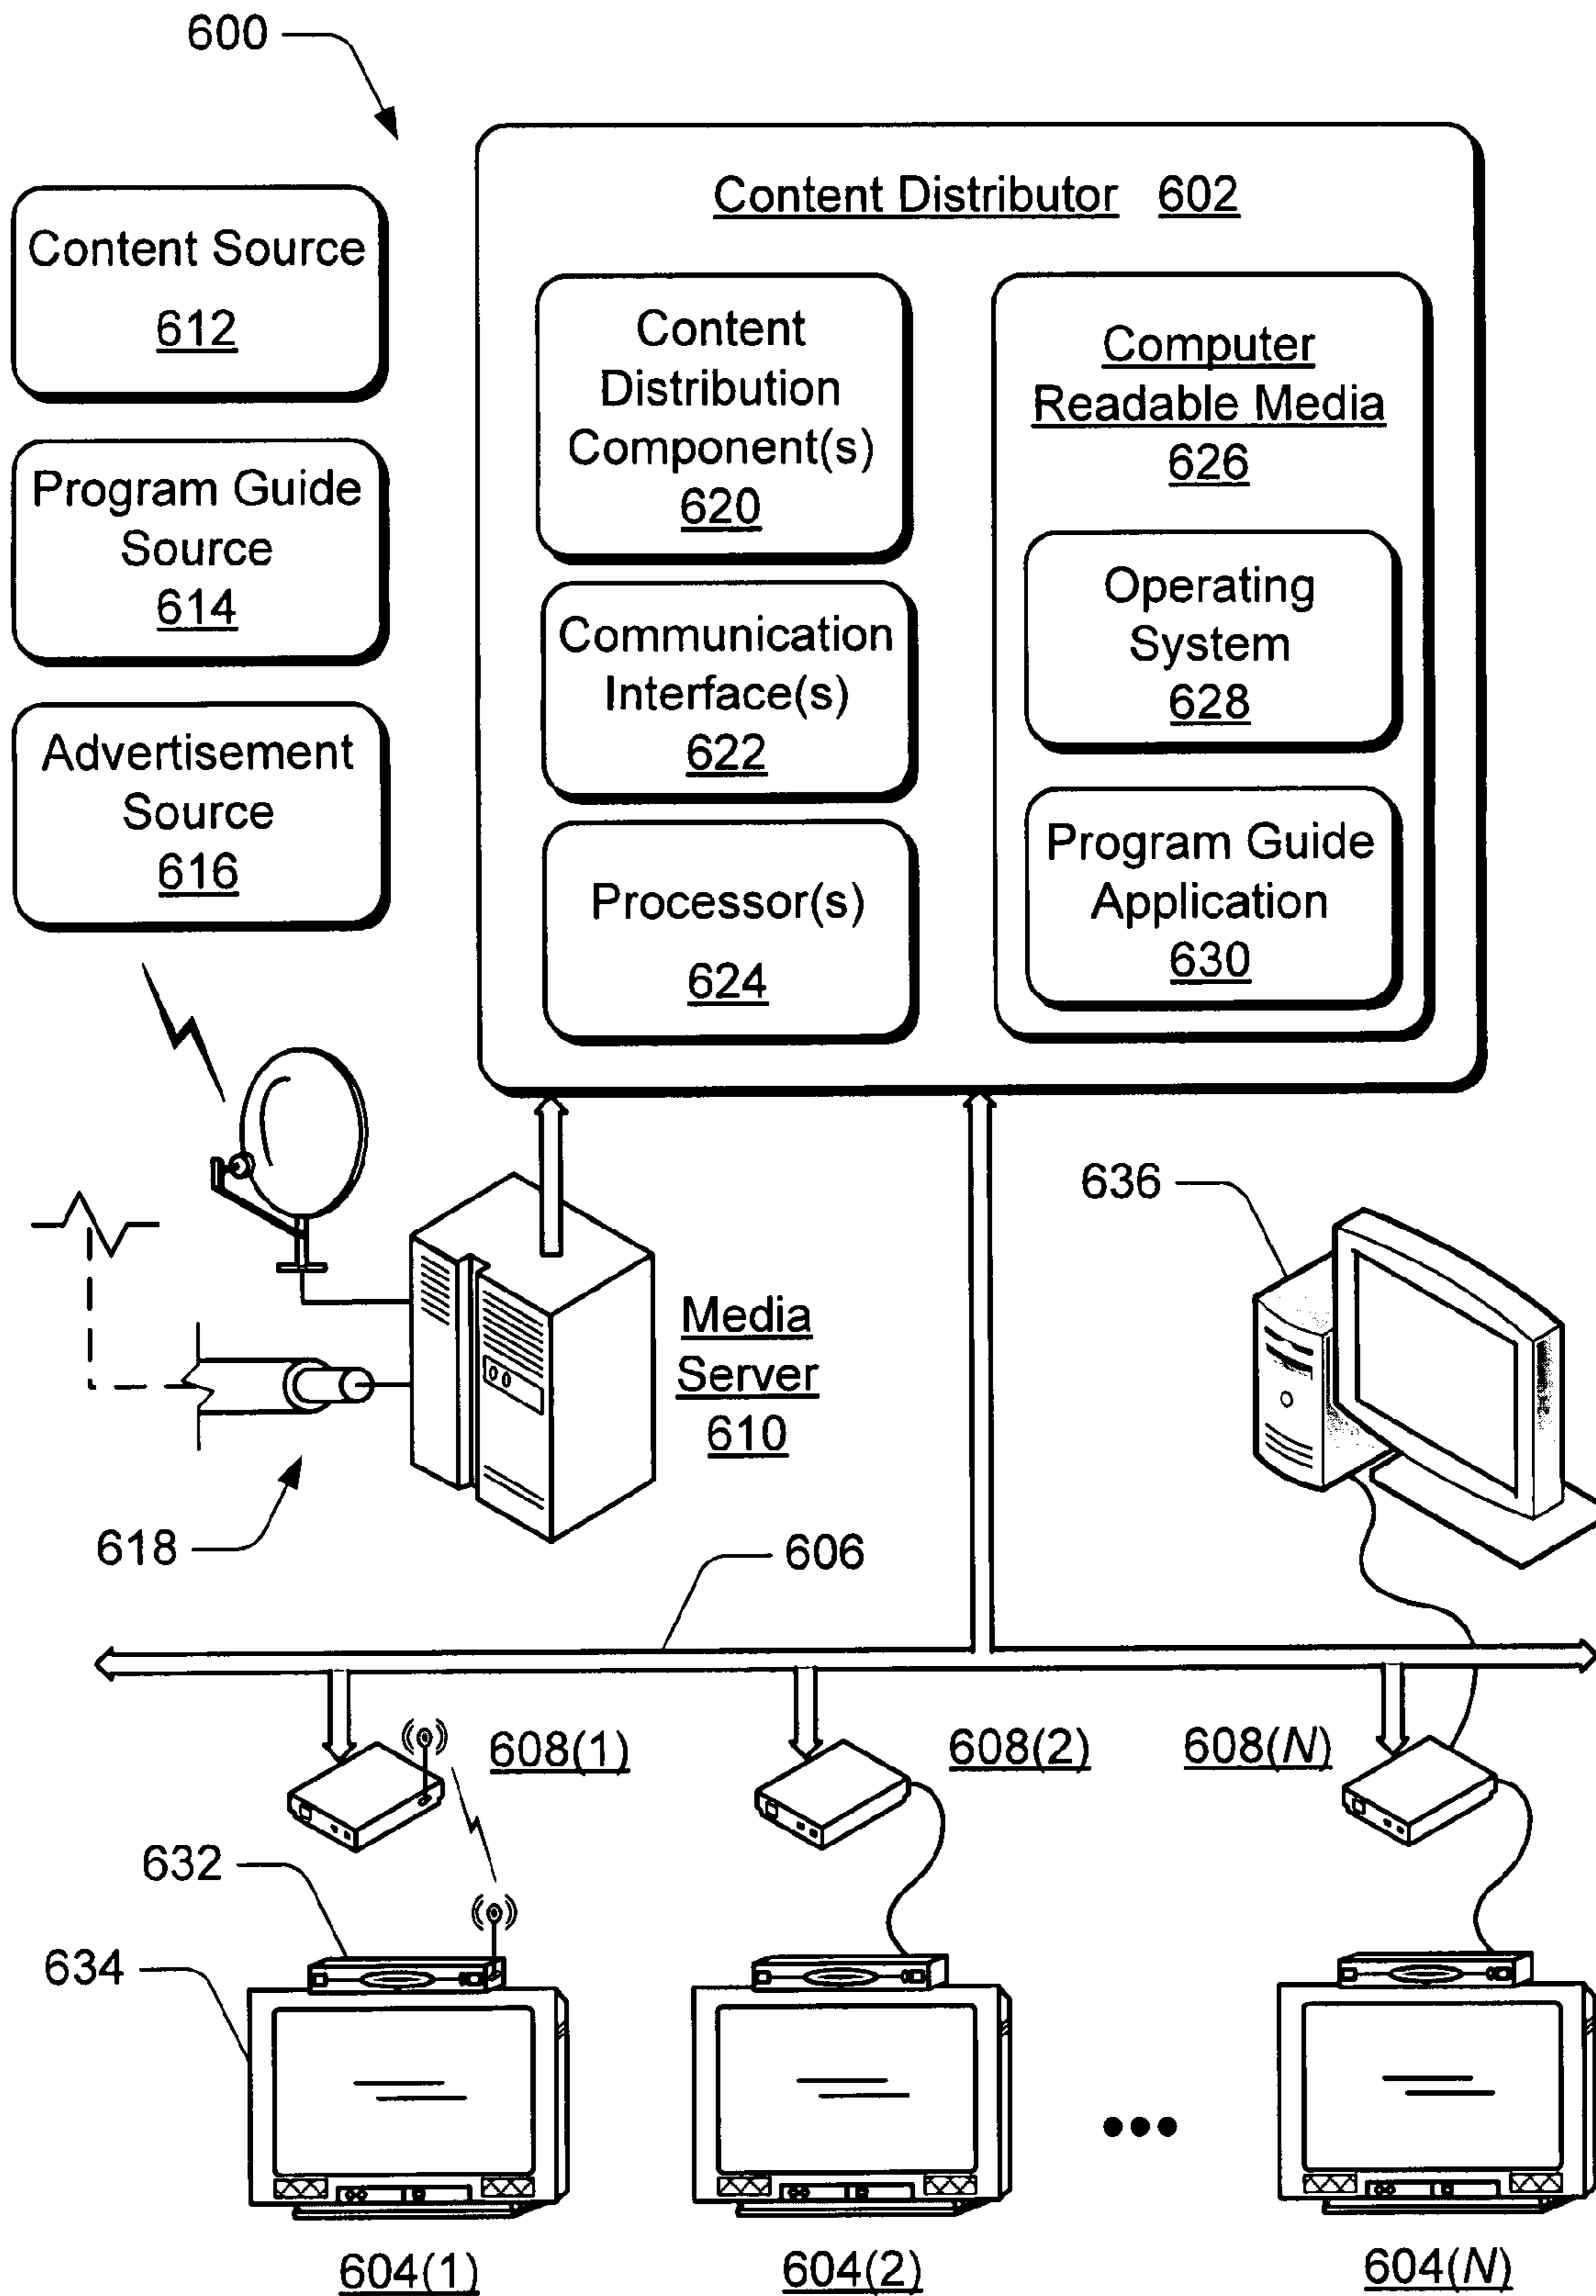 600
Content Distributor 602
Content Source
612
Program Guide
Source
614
Advertisement
Source
616
Content
Distribution
Component(s)
620
Communication
Interface(s)
622
Processor(s)
624
Computer
Readable Media
626
Operating
System
628
Program Guide
Application
630
636
Media
Server
610
618
606
608(1)
608(2)
608(N)
632
634
604(1)
604(2)
604(N)